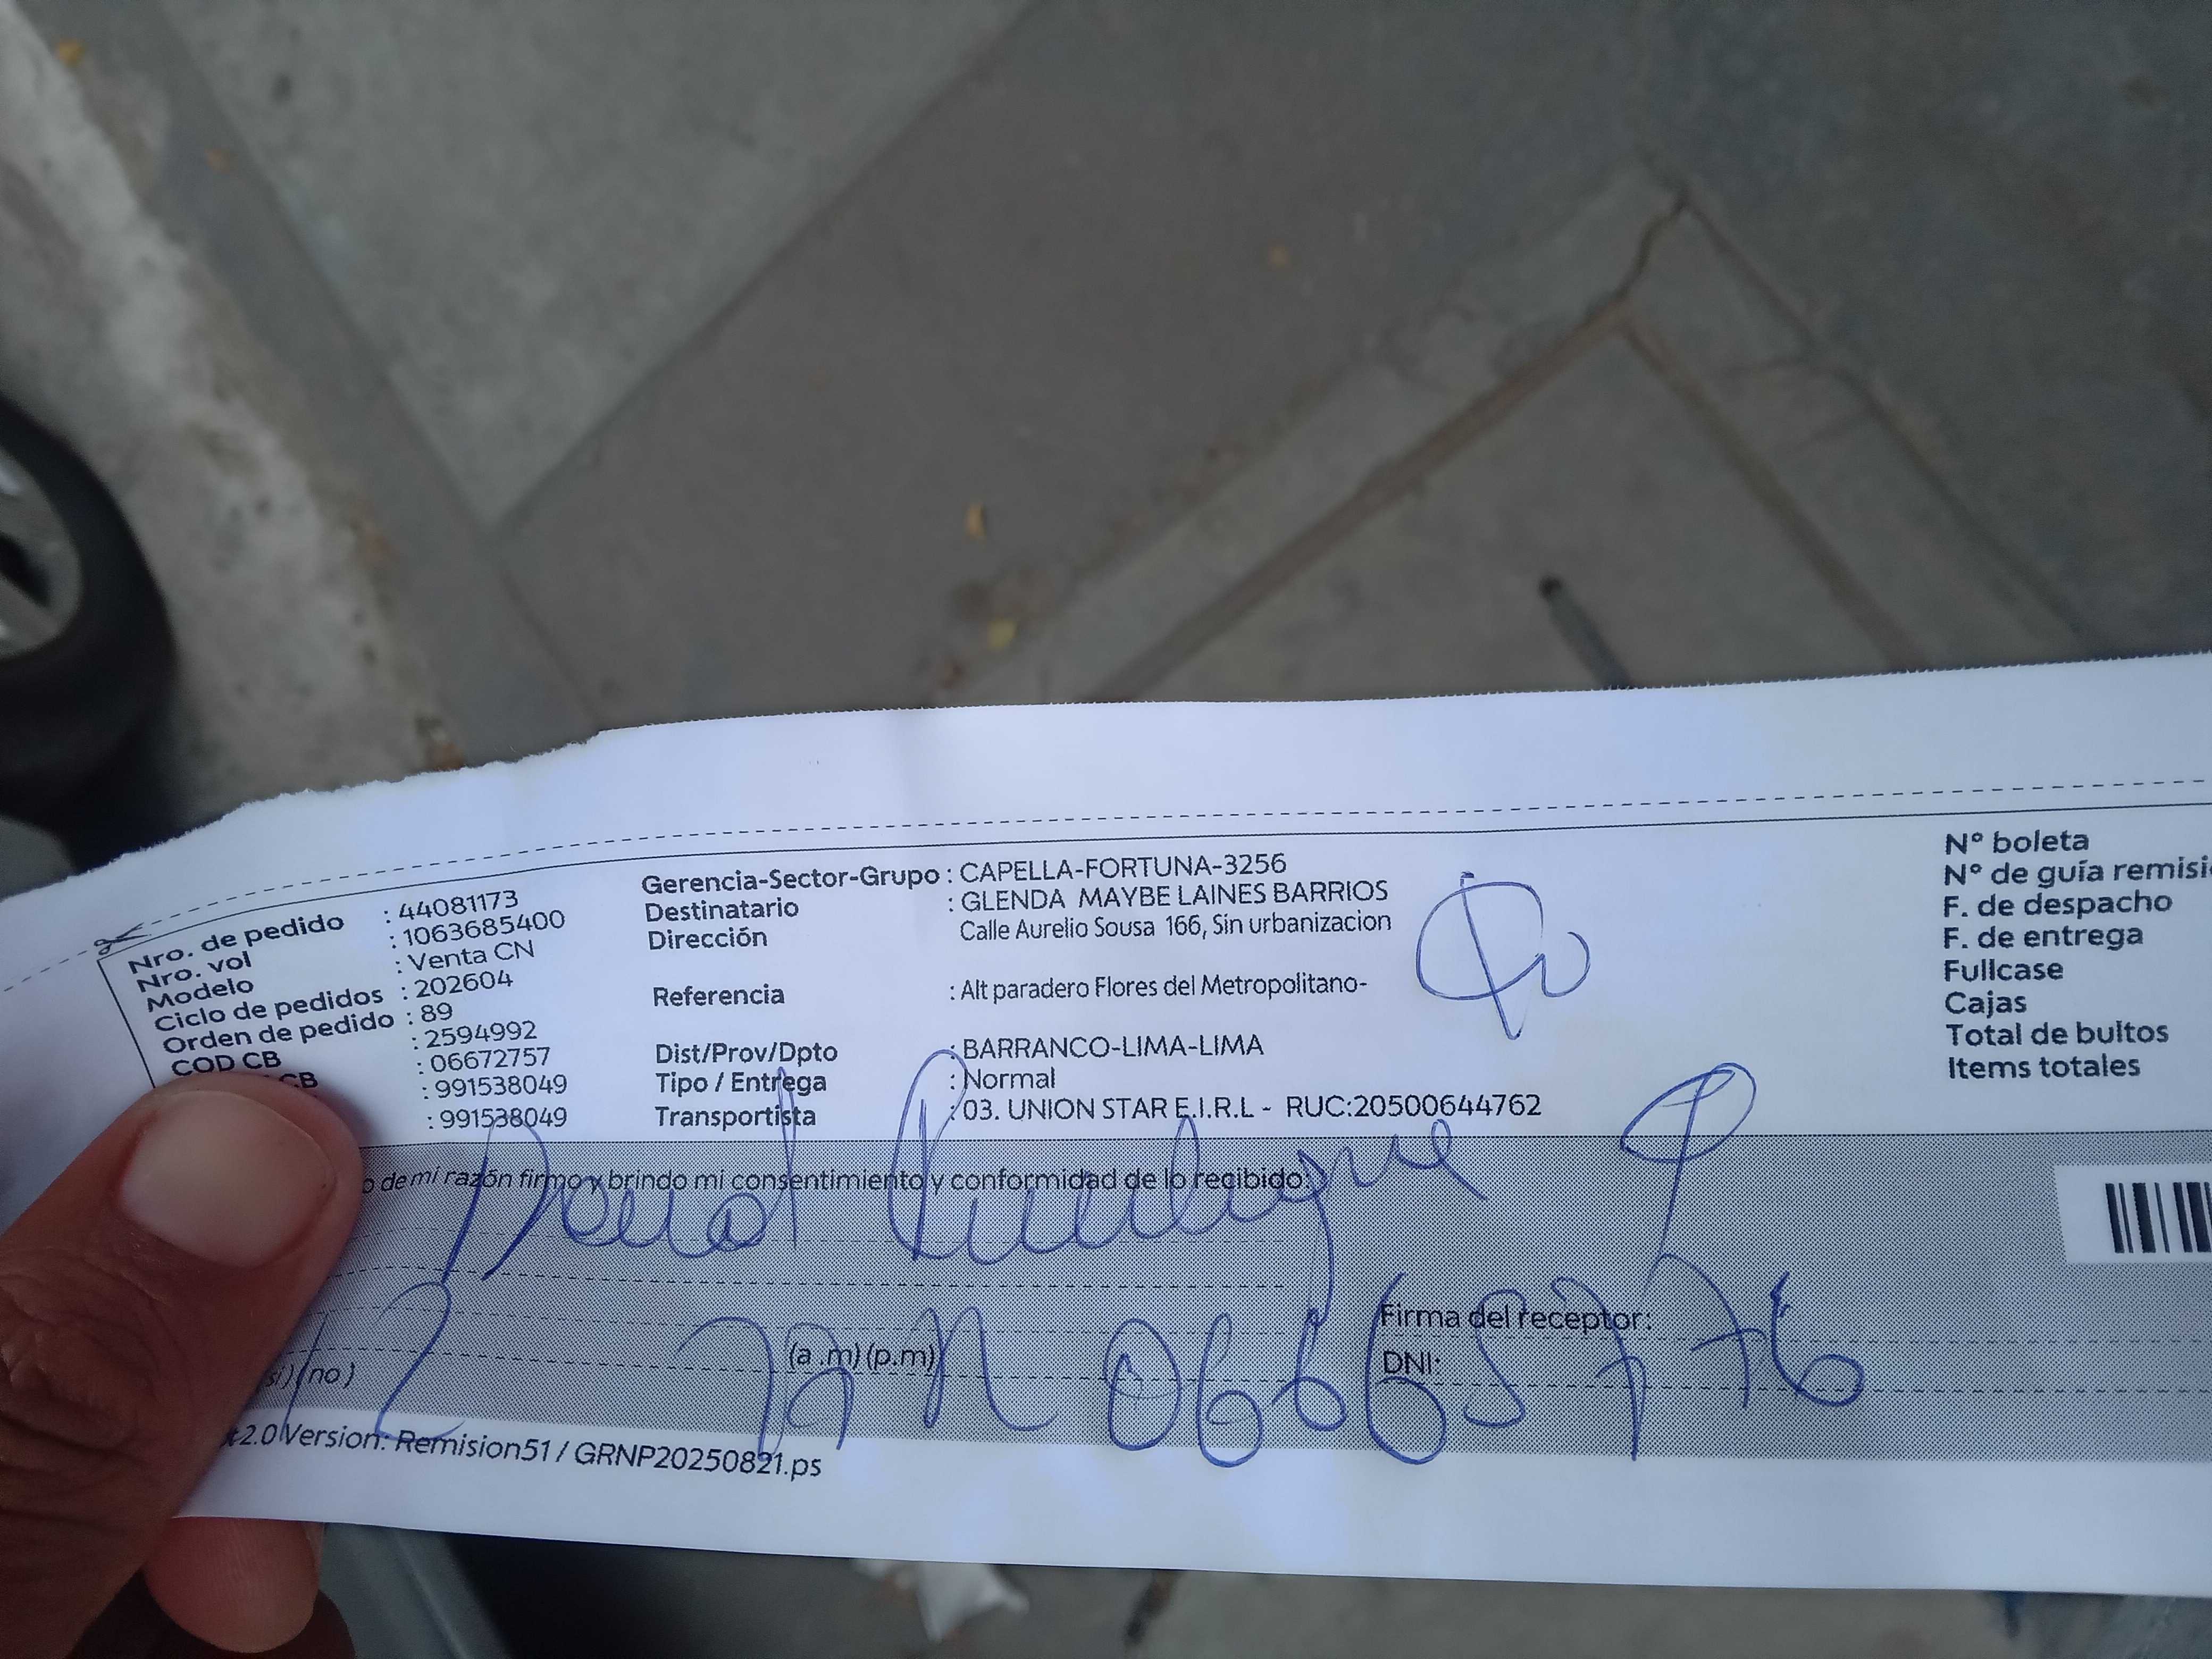 Nro. de pedido : 44081173
Nro. vol : 1063685400
Modelo : Venta CN
Ciclo de pedidos : 202604
Orden de pedido : 89
COD CB : 2594992
CB : 06672757
: 991538049
: 991538049
Gerencia-Sector-Grupo : CAPELLA-FORTUNA-3256
Destinatario : GLENDA MAYBE LAINES BARRIOS
Dirección Calle Aurelio Sousa 166, Sin urbanizacion
Referencia : Alt paradero Flores del Metropolitano-
Dist/Prov/Dpto : BARRANCO-LIMA-LIMA
Tipo / Entrega : Normal
Transportista : 03. UNION STAR E.I.R.L - RUC:20500644762
N° boleta
N° de guía remisi
F. de despacho
F. de entrega
Fullcase
Cajas
Total de bultos
Items totales
o de mi razón firmo y brindo mi consentimiento y conformidad de lo recibido:
12
(a .m) (p.m)
Firma del receptor:
(si) (no)
DNI:
t2.0 Version: Remision51 / GRNP20250821.ps